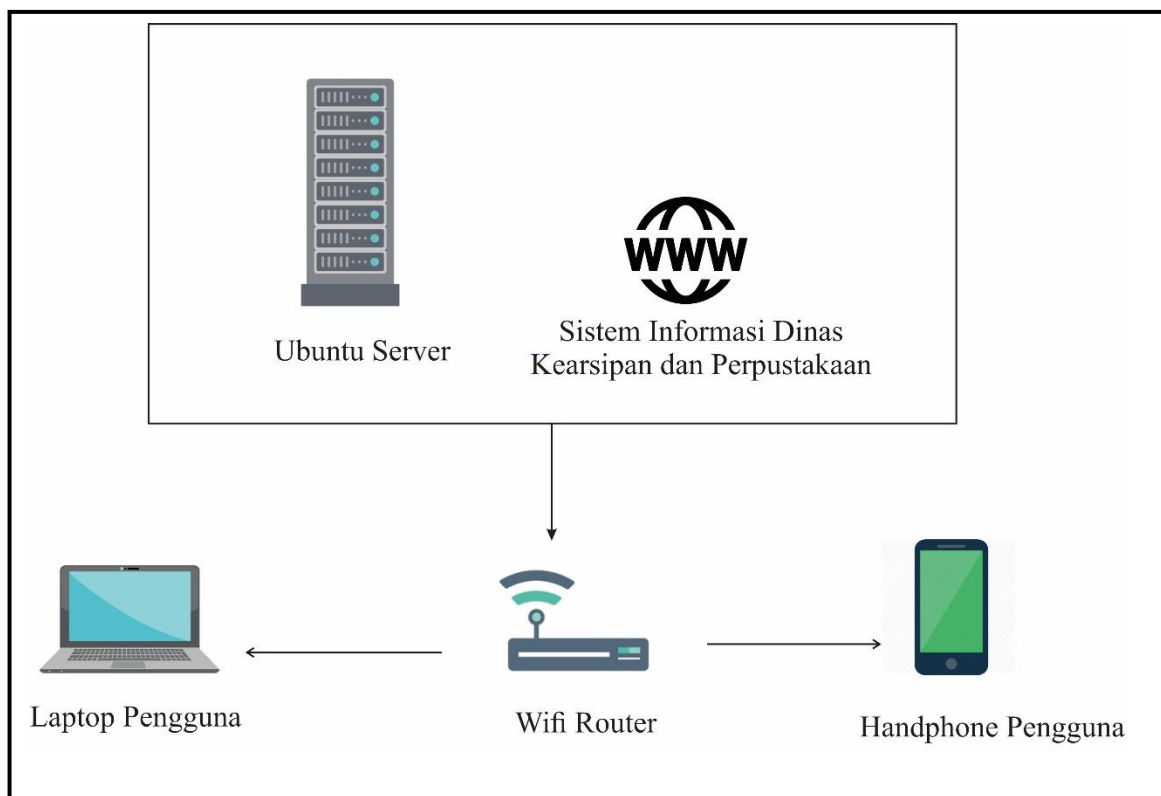 WWW
Ubuntu Server
Sistem Informasi Dinas
Kearsipan dan Perpustakaan
Laptop Pengguna
Wifi Router
Handphone Pengguna